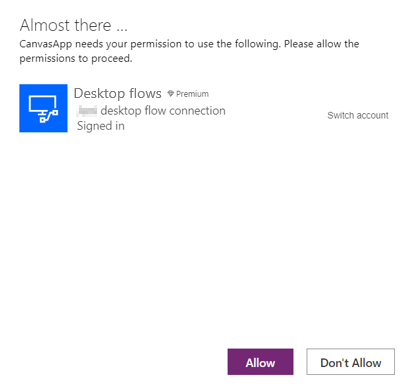 Almost there ...
CanvasApp needs your permission to use the following. Please allow the
permissions to proceed.
Desktop flows Premium
desktop flow connection
Signed in
Switch account
Allow
Don't Allow